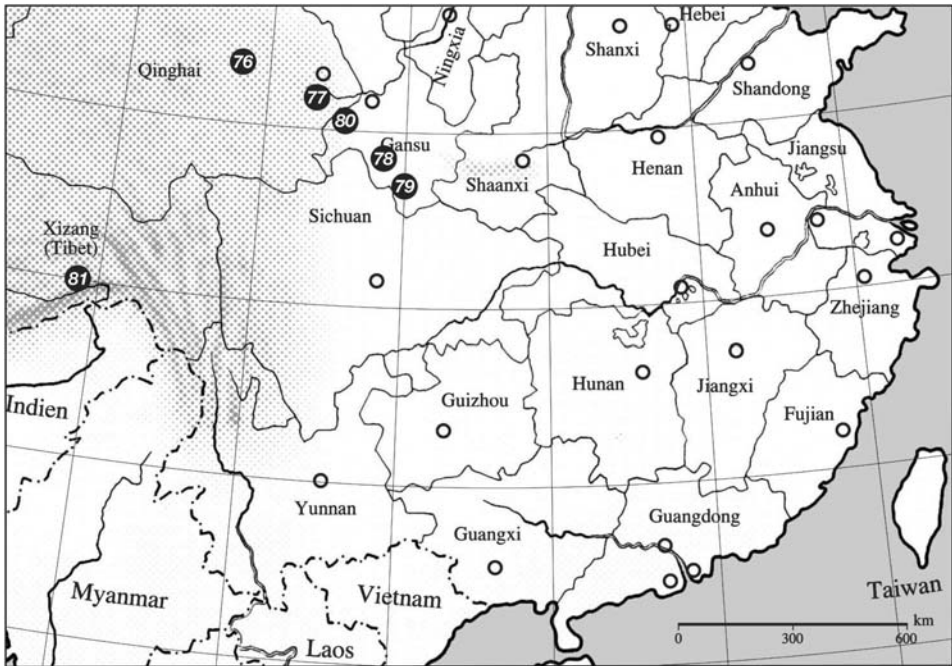 Hebei
Shanxi
Ningxia
Qinghai
76
77
80
Shandong
Gansu
78
79
Jiangsu
Henan
Shaanxi
Anhui
Sichuan
Xizang
(Tibet)
81
Hubei
Zhejiang
Hunan
Jiangxi
Guizhou
Indien
Fujian
Yunnan
Guangdong
Guangxi
Taiwan
Myanmar
Vietnam
Laos
km
0 300 600